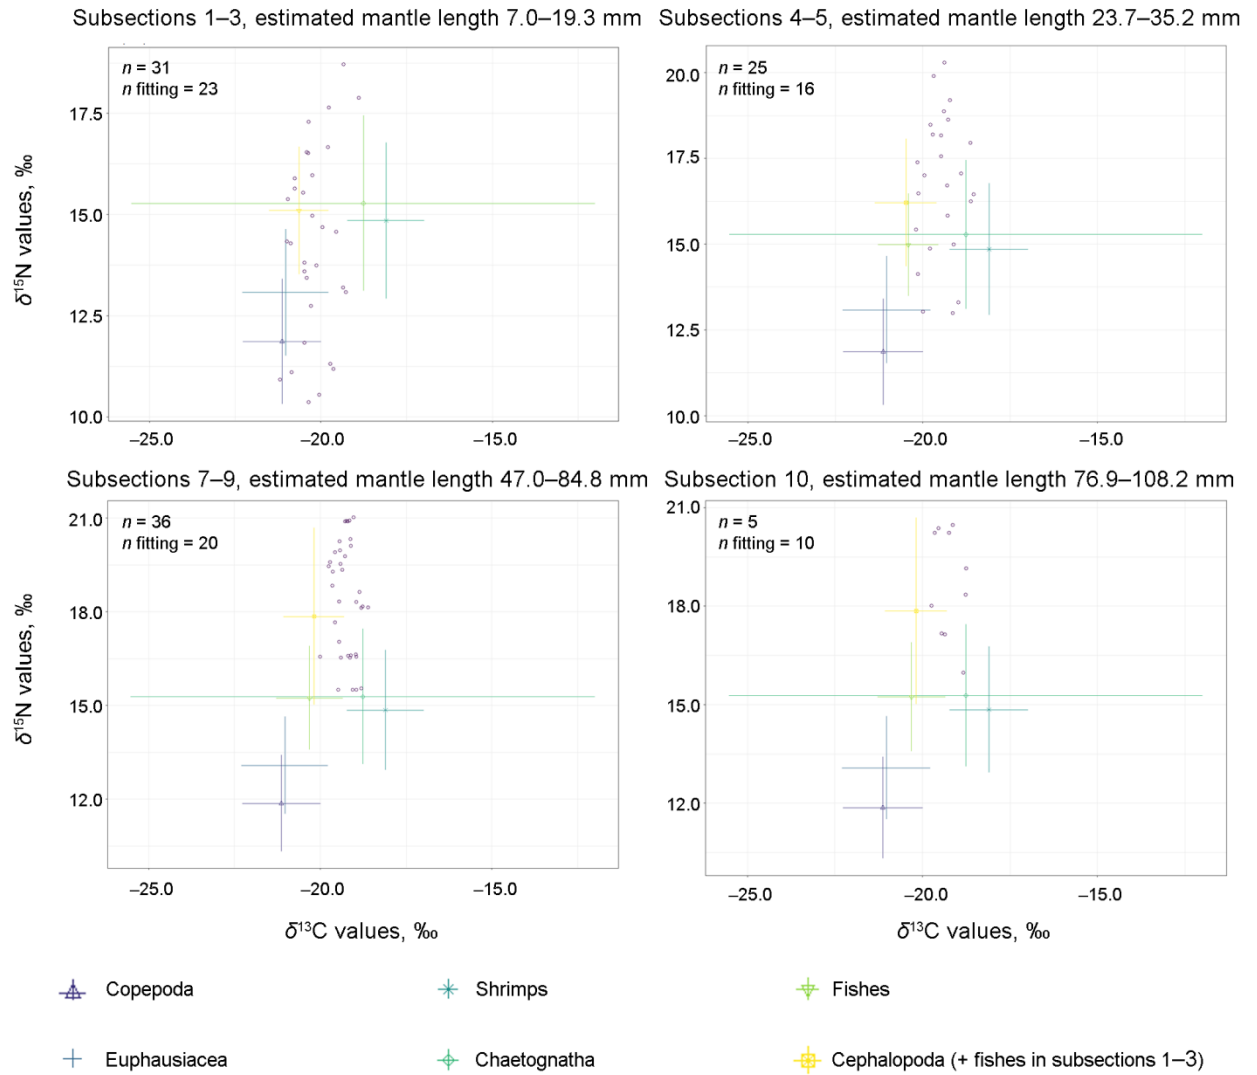 Subsections 1–3, estimated mantle length 7.0–19.3 mm
Subsections 4–5, estimated mantle length 23.7–35.2 mm
n = 31
n fitting = 23
17.5
15.0
12.5
10.0
–25.0
–20.0
–15.0
δ15N values, ‰
n = 25
n fitting = 16
20.0
17.5
15.0
12.5
10.0
–25.0
–20.0
–15.0
Subsections 7–9, estimated mantle length 47.0–84.8 mm
Subsection 10, estimated mantle length 76.9–108.2 mm
n = 36
n fitting = 20
21.0
18.0
15.0
12.0
–25.0
–20.0
–15.0
δ15N values, ‰
δ13C values, ‰
n = 5
n fitting = 10
21.0
18.0
15.0
12.0
–25.0
–20.0
–15.0
δ13C values, ‰
Copepoda
Shrimps
Fishes
Euphausiacea
Chaetognatha
Cephalopoda (+ fishes in subsections 1–3)